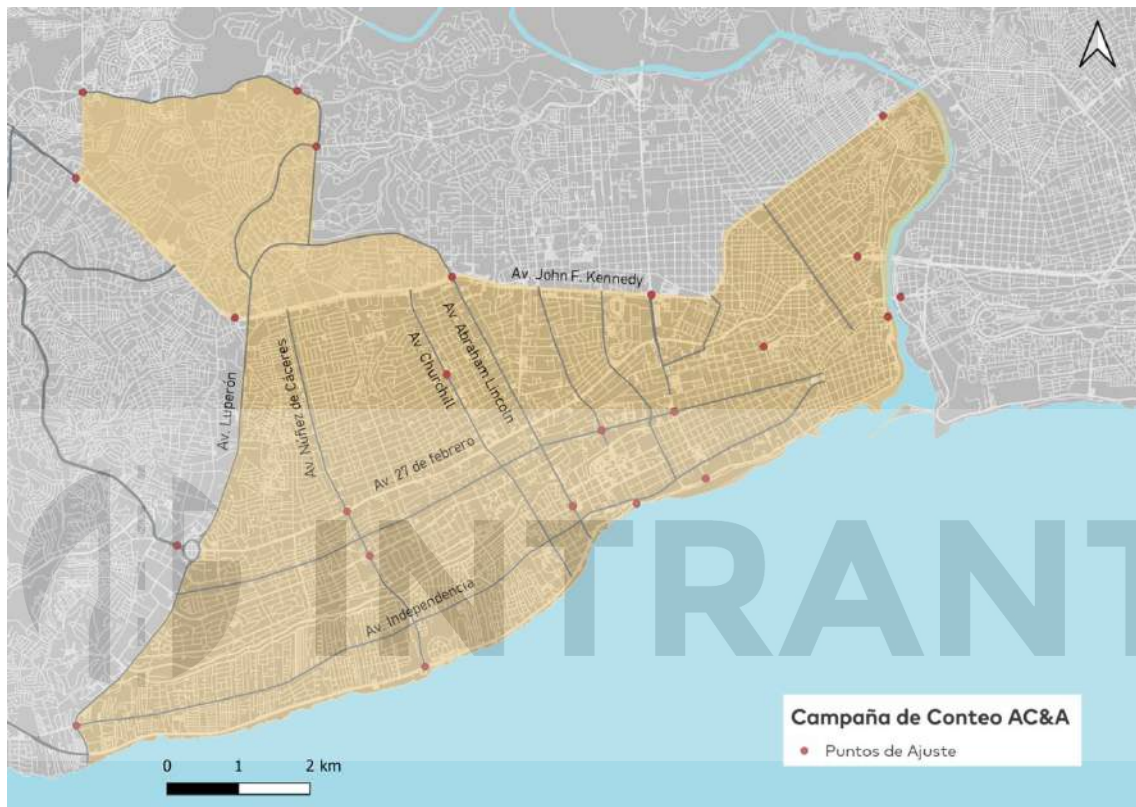 Av. John F. Kennedy
Av. Abraham Lincoln
Av. Churchill
Av. Núñez de Cáceres
Av. Luperón
Av. 27 de febrero
Av. Independencia
INTRANT
Campaña de Conteo AC&A
Puntos de Ajuste
0 1 2 km